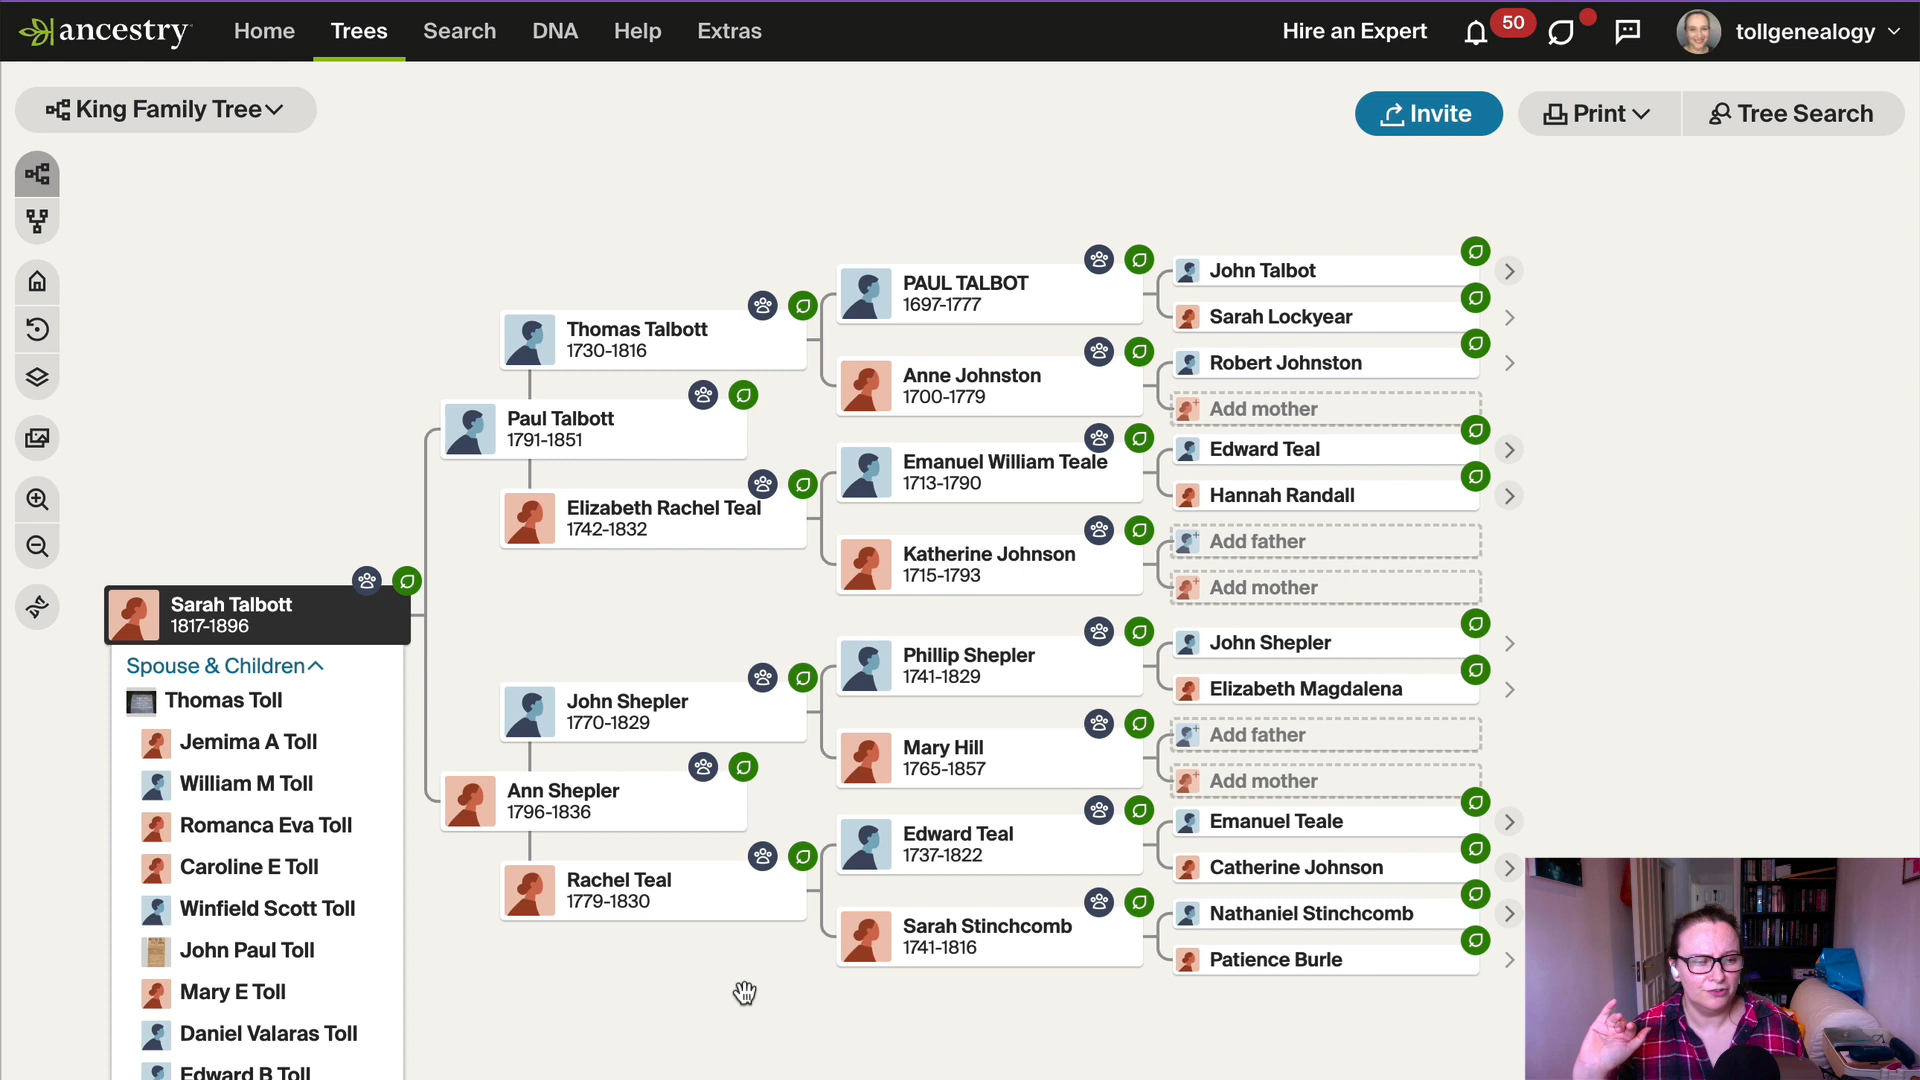 ancestry
Home
Trees
Search
DNA
Help
Extras
Hire an Expert
50
tollgenealogy
King Family Tree
Invite
Print
Tree Search
Sarah Talbott
1817-1896
Spouse & Children
Thomas Toll
Jemima A Toll
William M Toll
Romanca Eva Toll
Caroline E Toll
Winfield Scott Toll
John Paul Toll
Mary E Toll
Daniel Valaras Toll
Edward B Toll
Thomas Talbott
1730-1816
Paul Talbott
1791-1851
Elizabeth Rachel Teal
1742-1832
John Shepler
1770-1829
Ann Shepler
1796-1836
Rachel Teal
1779-1830
PAUL TALBOT
1697-1777
Anne Johnston
1700-1779
Emanuel William Teale
1713-1790
Katherine Johnson
1715-1793
Phillip Shepler
1741-1829
Mary Hill
1765-1857
Edward Teal
1737-1822
Sarah Stinchcomb
1741-1816
John Talbot
Sarah Lockyear
Robert Johnston
Add mother
Edward Teal
Hannah Randall
Add father
Add mother
John Shepler
Elizabeth Magdalena
Add father
Add mother
Emanuel Teale
Catherine Johnson
Nathaniel Stinchcomb
Patience Burle